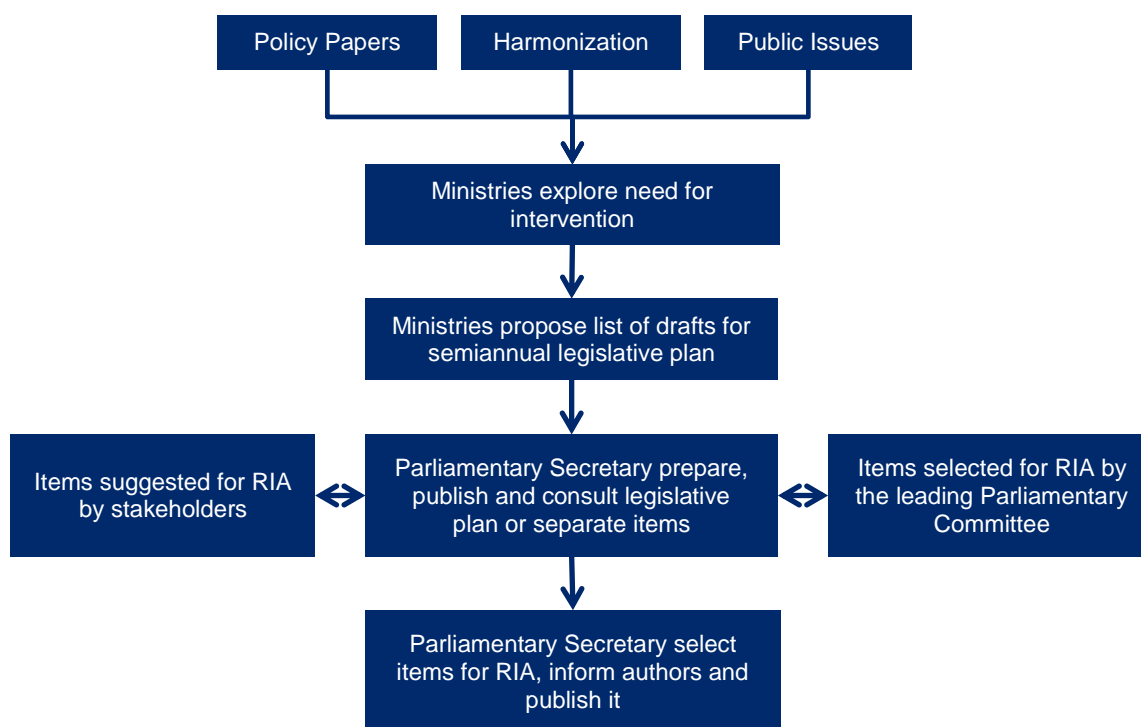 Policy Papers
Harmonization
Public Issues
Ministries explore need for
intervention
Ministries propose list of drafts for
semiannual legislative plan
Items suggested for RIA
by stakeholders
Parliamentary Secretary prepare,
publish and consult legislative
plan or separate items
Items selected for RIA by
the leading Parliamentary
Committee
Parliamentary Secretary select
items for RIA, inform authors and
publish it